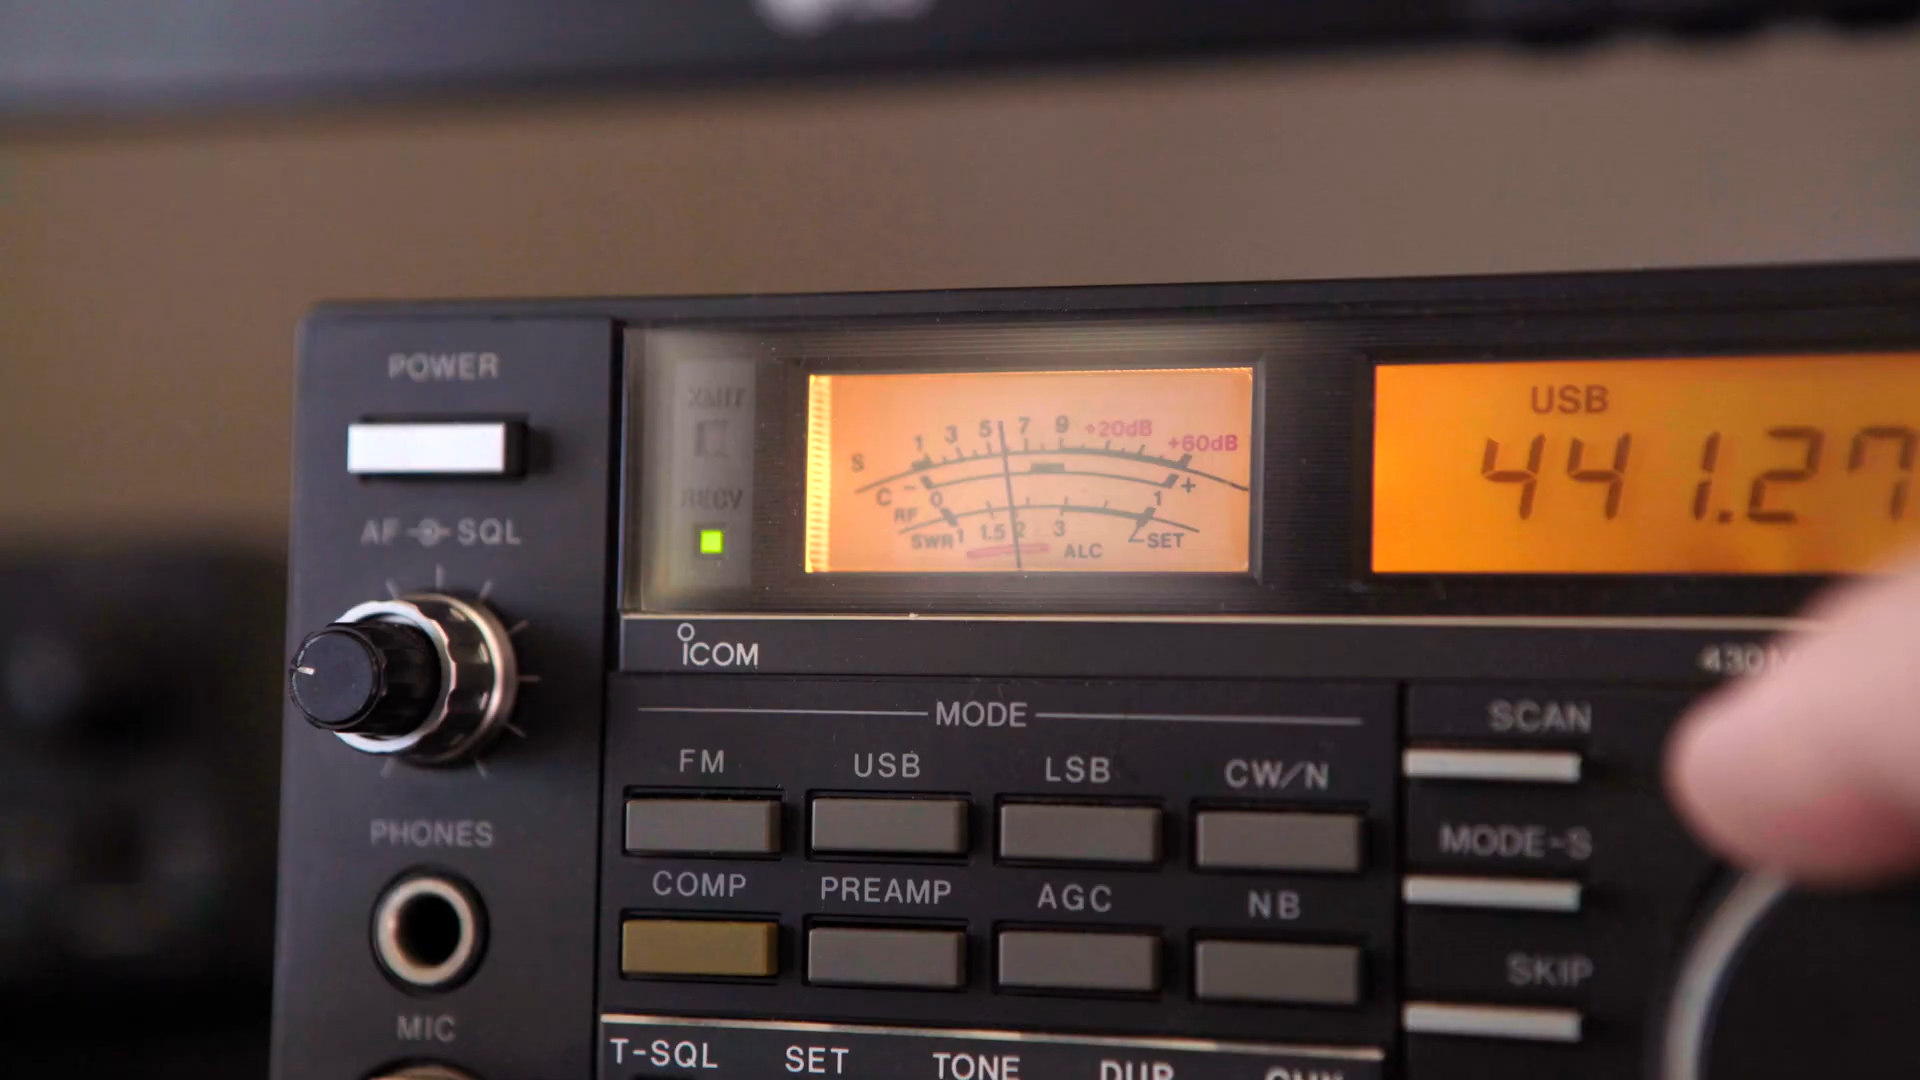 POWER
XMIT
RECV
AF SQL
PHONES
MIC
S 1 3 5 7 9 +20dB +60dB
C - +
RF 0 1
SWR 1 1.5 2 3 SET
ALC
USB
441.27
ICOM
430
MODE
FM USB LSB CW/N
COMP PREAMP AGC NB
SCAN
MODE-S
SKIP
T-SQL SET TONE DUP